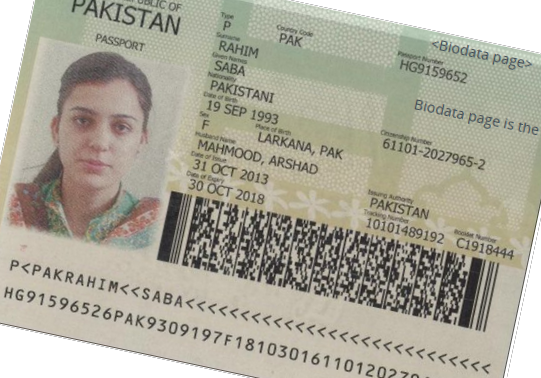 PUBLIC OF
PAKISTAN
PASSPORT
Type
P
Country Code
PAK
Surname
RAHIM
Given Names
SABA
Nationality
PAKISTANI
Date of Birth
19 SEP 1993
Sex
F
Place of Birth
LARKANA, PAK
Husband Name
MAHMOOD, ARSHAD
Date of Issue
31 OCT 2013
Date of Expiry
30 OCT 2018
<Biodata page>
Passport Number
HG9159652
Biodata page is the
Citizenship Number
61101-2027965-2
Issuing Authority
PAKISTAN
Tracking Number
10101489192
Booklet Number
C1918444
P<PAKRAHIM<<SABA<<<<<<<<<<<<<<<<<<<<<<<<<<<<
HG91596526PAK9309197F18103016110120279